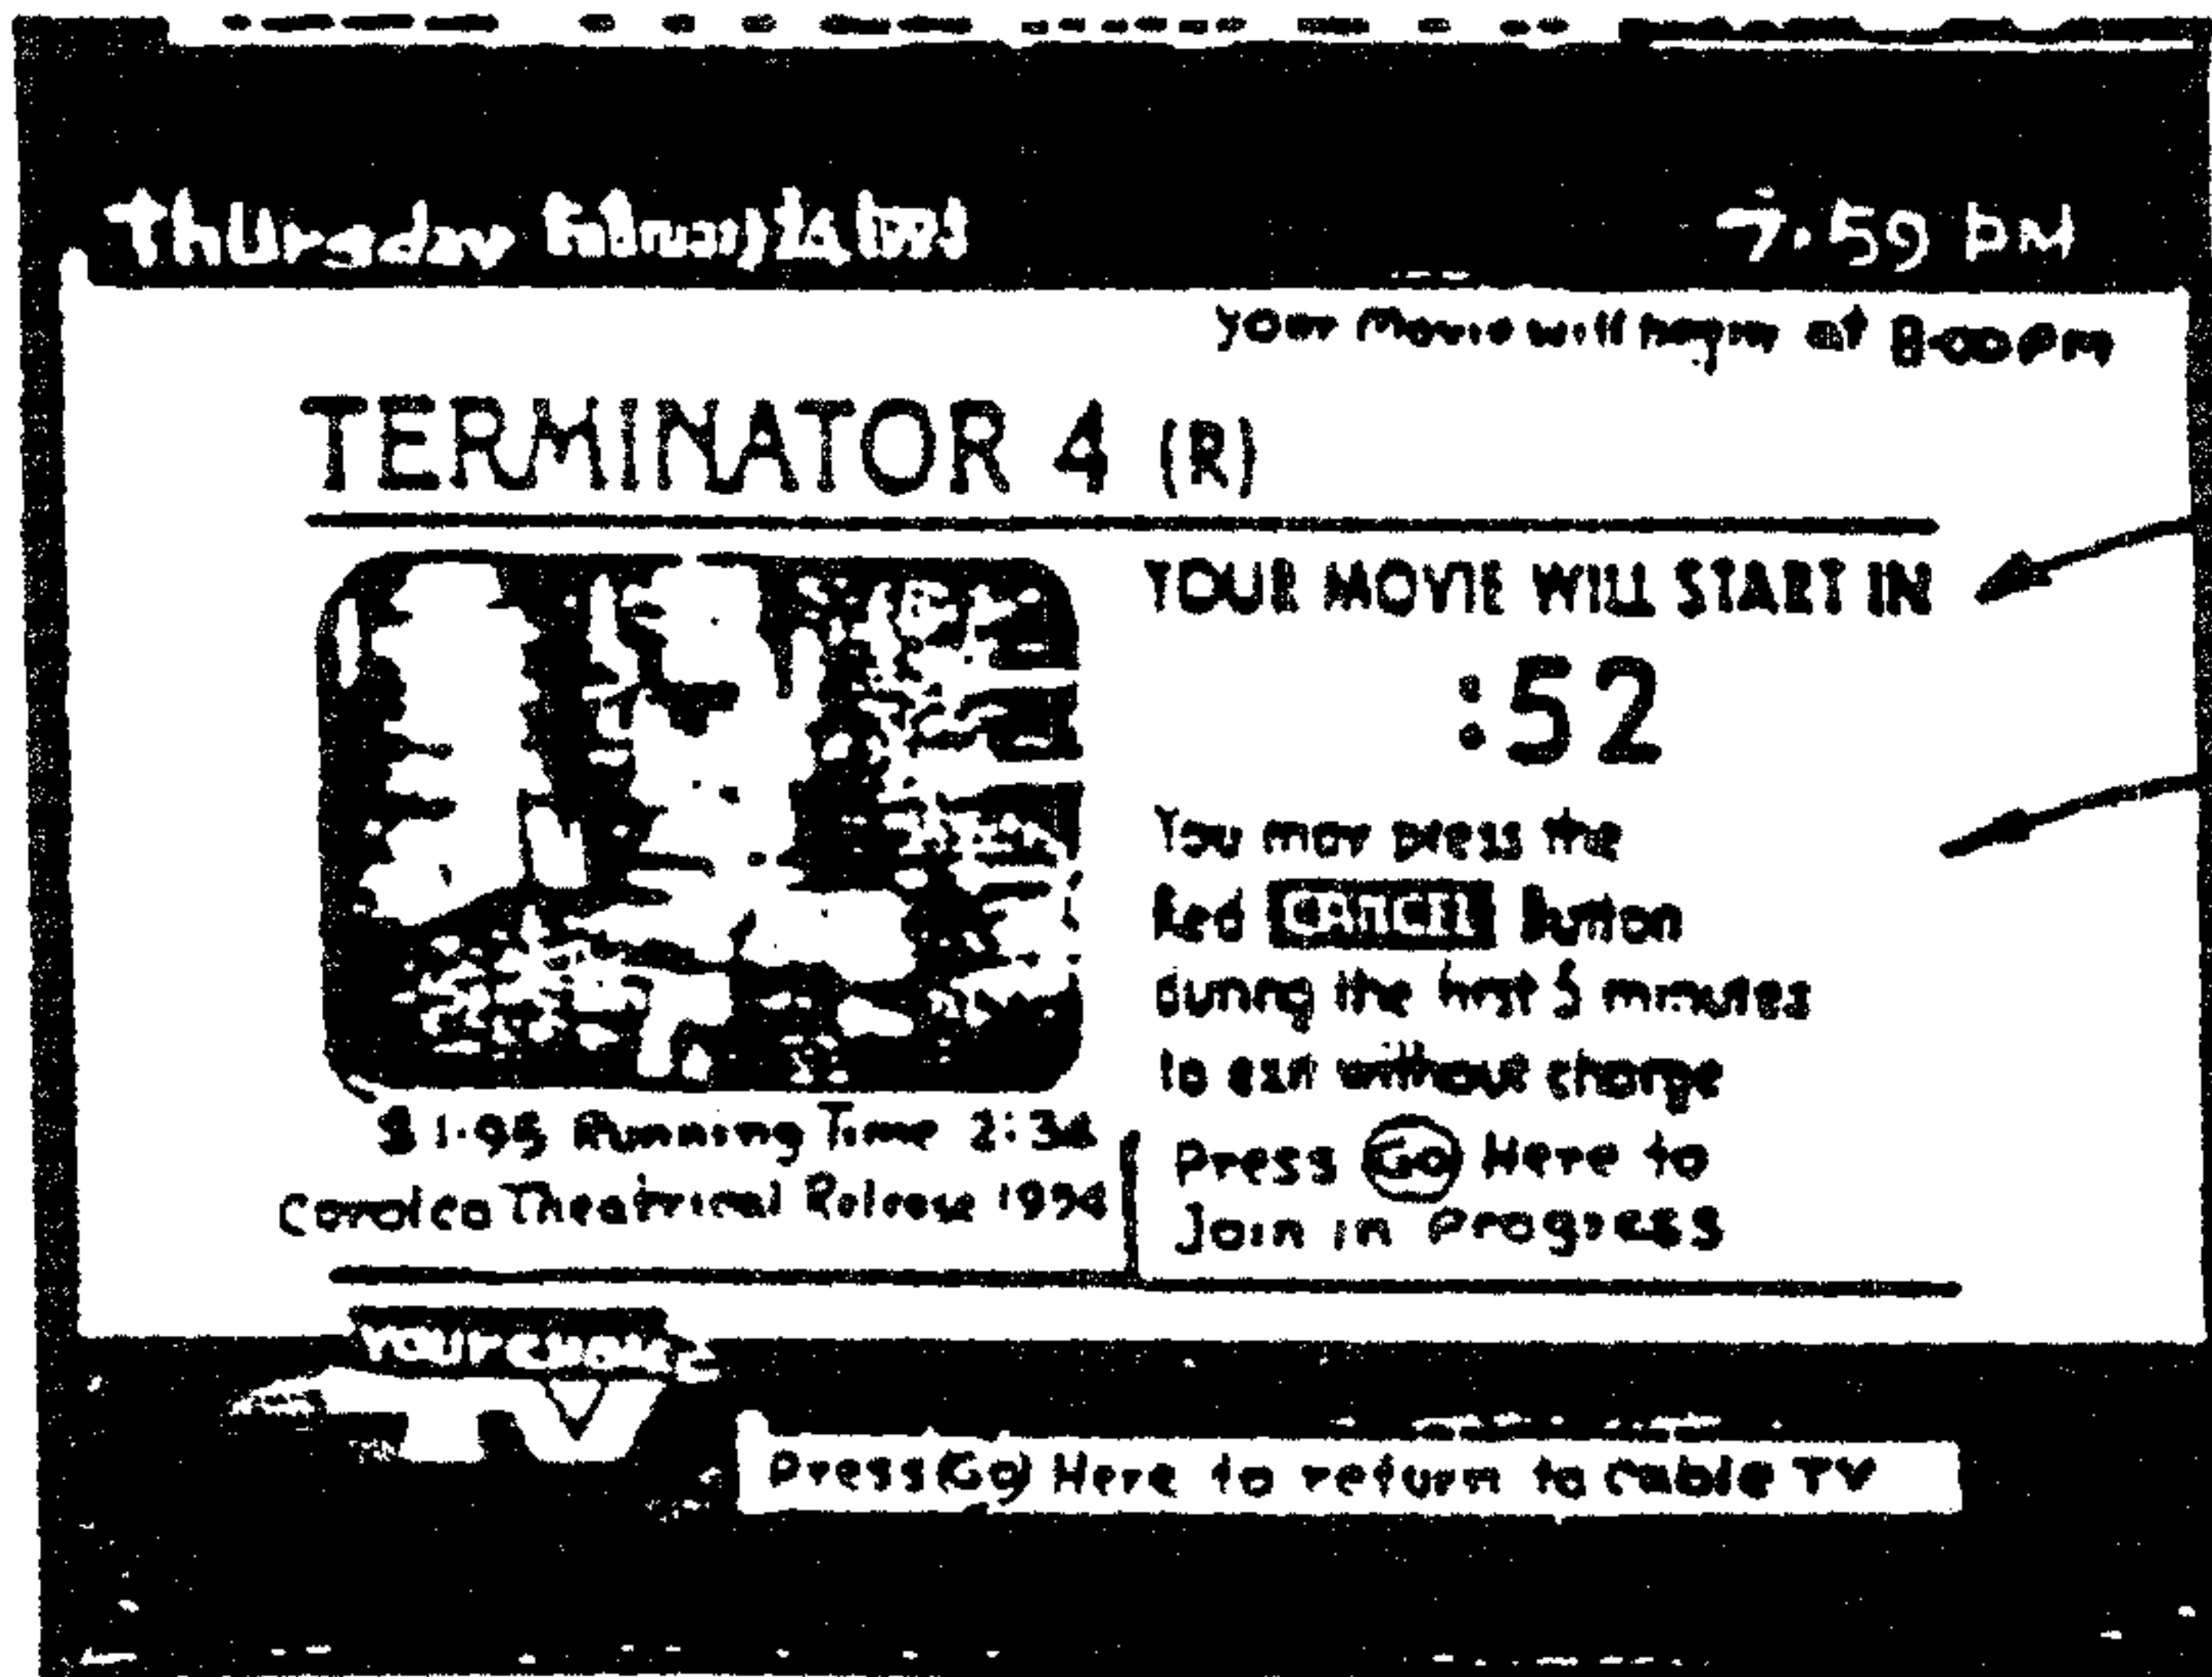 Thursday February
7:59 PM
Your Movie will begin at 8:00 PM
TERMINATOR 4 (R)
YOUR MOVIE WILL START IN
:52
You may press the
Red CANCEL Button
during the first 5 minutes
to exit without charge
Press Go Here to
Join in Progress
$1.95 Running Time 2:34
Carolco Theatrical Release 1994
YOUR CHOICE
TV
Press Go Here to return to Cable TV